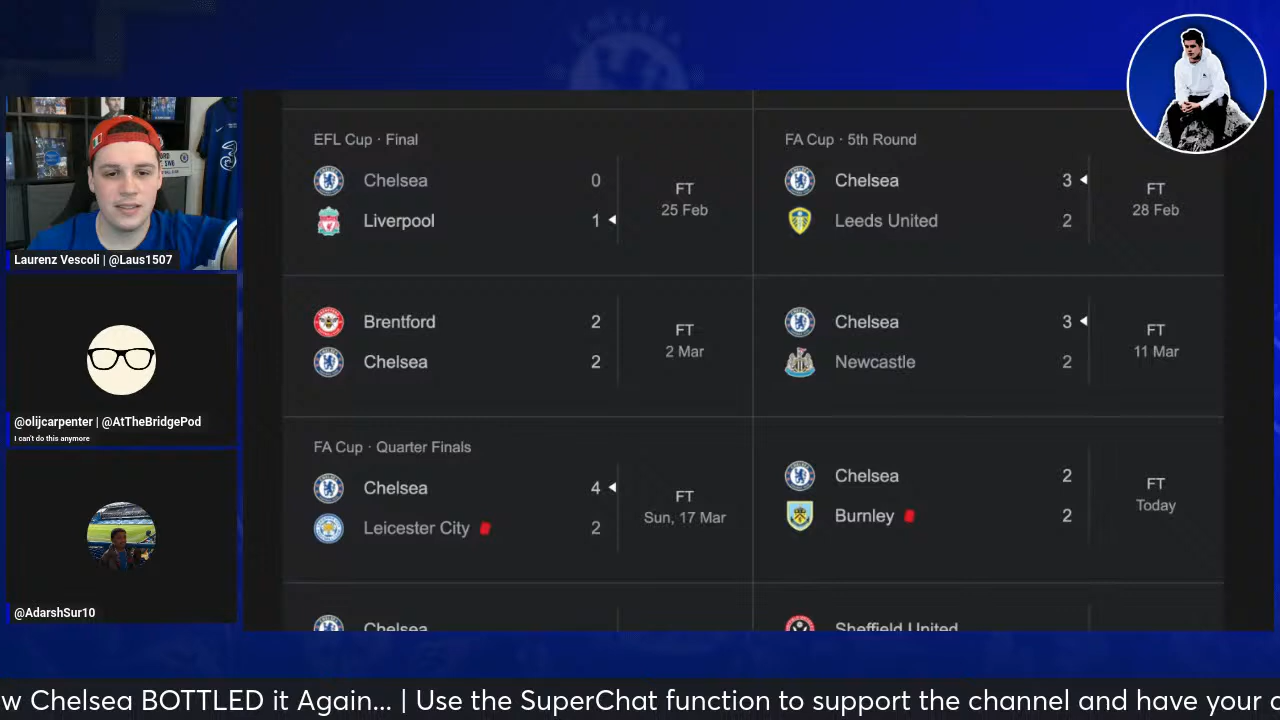 Laurenz Vescoli | @Laus1507
@olijcarpenter | @AtTheBridgePod
I can't do this anymore
@AdarshSur10
EFL Cup · Final
Chelsea 0
Liverpool 1
FT
25 Feb
FA Cup · 5th Round
Chelsea 3
Leeds United 2
FT
28 Feb
Brentford 2
Chelsea 2
FT
2 Mar
Chelsea 3
Newcastle 2
FT
11 Mar
FA Cup · Quarter Finals
Chelsea 4
Leicester City 2
FT
Sun, 17 Mar
Chelsea 2
Burnley 2
FT
Today
Chelsea
Sheffield United
w Chelsea BOTTLED it Again... | Use the SuperChat function to support the channel and have your